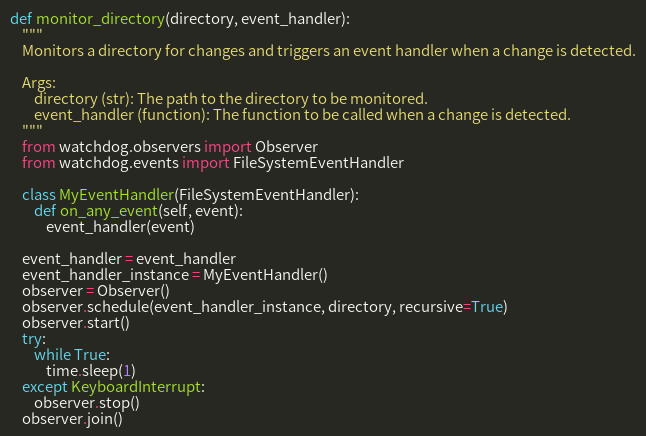 def monitor_directory(directory, event_handler):
    """
    Monitors a directory for changes and triggers an event handler when a change is detected.

    Args:
        directory (str): The path to the directory to be monitored.
        event_handler (function): The function to be called when a change is detected.
    """
    from watchdog.observers import Observer
    from watchdog.events import FileSystemEventHandler

    class MyEventHandler(FileSystemEventHandler):
        def on_any_event(self, event):
            event_handler(event)

    event_handler = event_handler
    event_handler_instance = MyEventHandler()
    observer = Observer()
    observer.schedule(event_handler_instance, directory, recursive=True)
    observer.start()
    try:
        while True:
            time.sleep(1)
    except KeyboardInterrupt:
        observer.stop()
    observer.join()